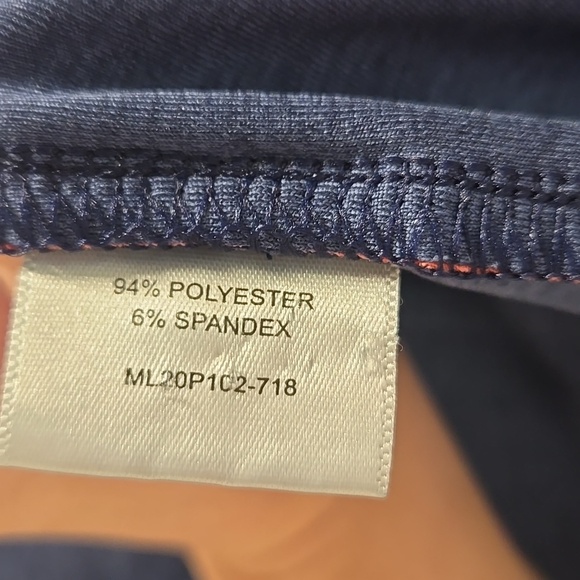 94% POLYESTER
6% SPANDEX
ML20P102-718